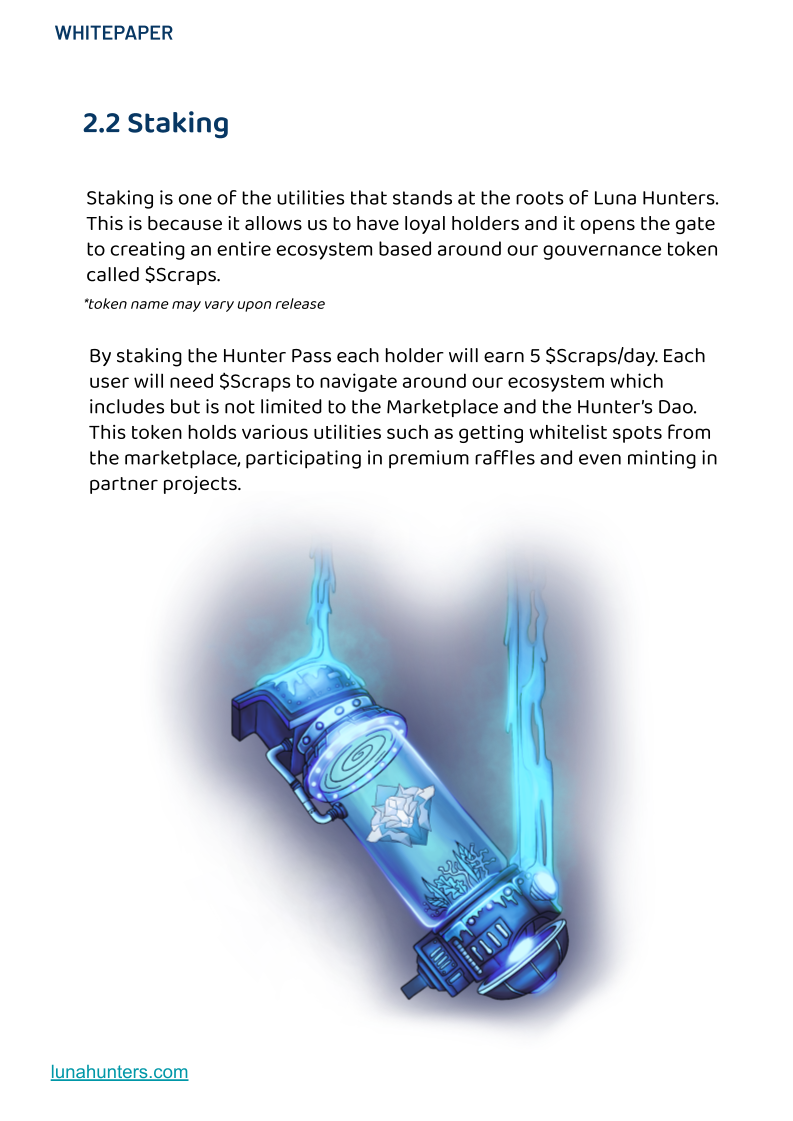 WHITEPAPER
2.2 Staking
Staking is one of the utilities that stands at the roots of Luna Hunters.
This is because it allows us to have loyal holders and it opens the gate
to creating an entire ecosystem based around our gouvernance token
called $Scraps.
*token name may vary upon release
By staking the Hunter Pass each holder will earn 5 $Scraps/day. Each
user will need $Scraps to navigate around our ecosystem which
includes but is not limited to the Marketplace and the Hunter's Dao.
This token holds various utilities such as getting whitelist spots from
the marketplace, participating in premium raffles and even minting in
partner projects.
lunahunters.com